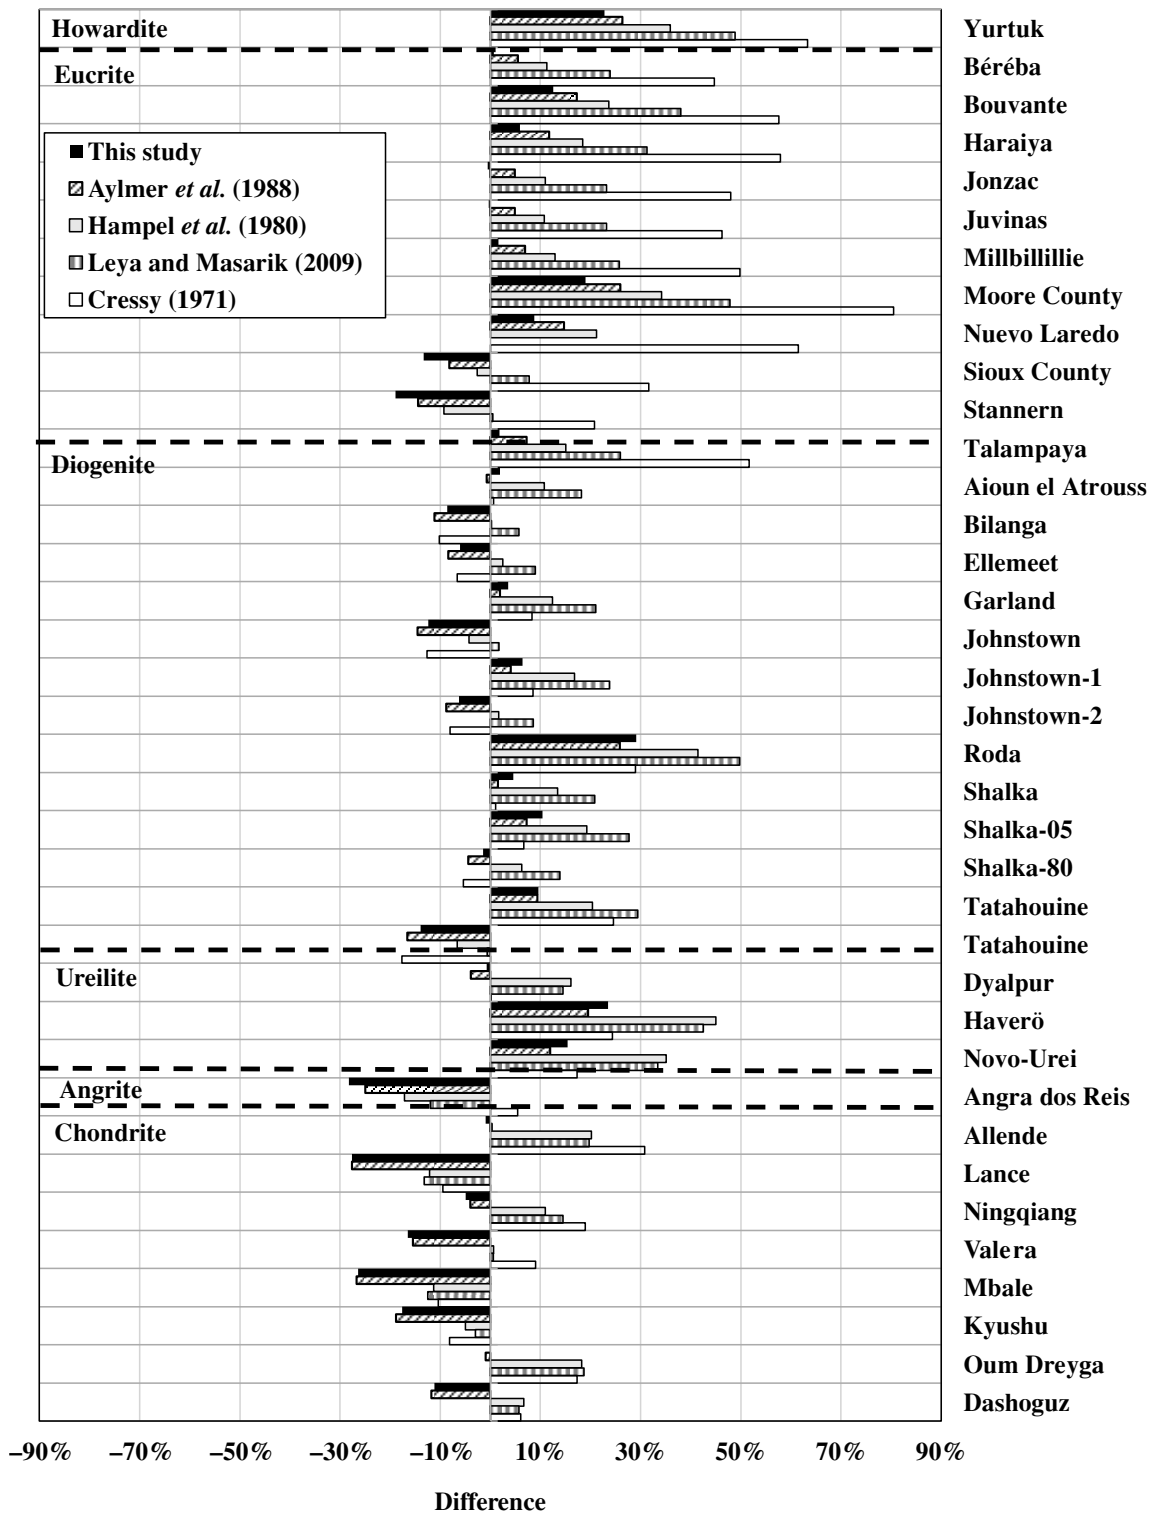 Howardite
Eucrite
This study
Aylmer et al. (1988)
Hampel et al. (1980)
Leya and Masarik (2009)
Cressy (1971)
Diogenite
Ureilite
Angrite
Chondrite
Yurtuk
Béréba
Bouvante
Haraiya
Jonzac
Juvinas
Millbillillie
Moore County
Nuevo Laredo
Sioux County
Stannern
Talampaya
Aioun el Atrouss
Bilanga
Ellemeet
Garland
Johnstown
Johnstown-1
Johnstown-2
Roda
Shalka
Shalka-05
Shalka-80
Tatahouine
Tatahouine
Dyalpur
Haverö
Novo-Urei
Angra dos Reis
Allende
Lance
Ningqiang
Valera
Mbale
Kyushu
Oum Dreyga
Dashoguz
–90% –70% –50% –30% –10% 10% 30% 50% 70% 90%
Difference